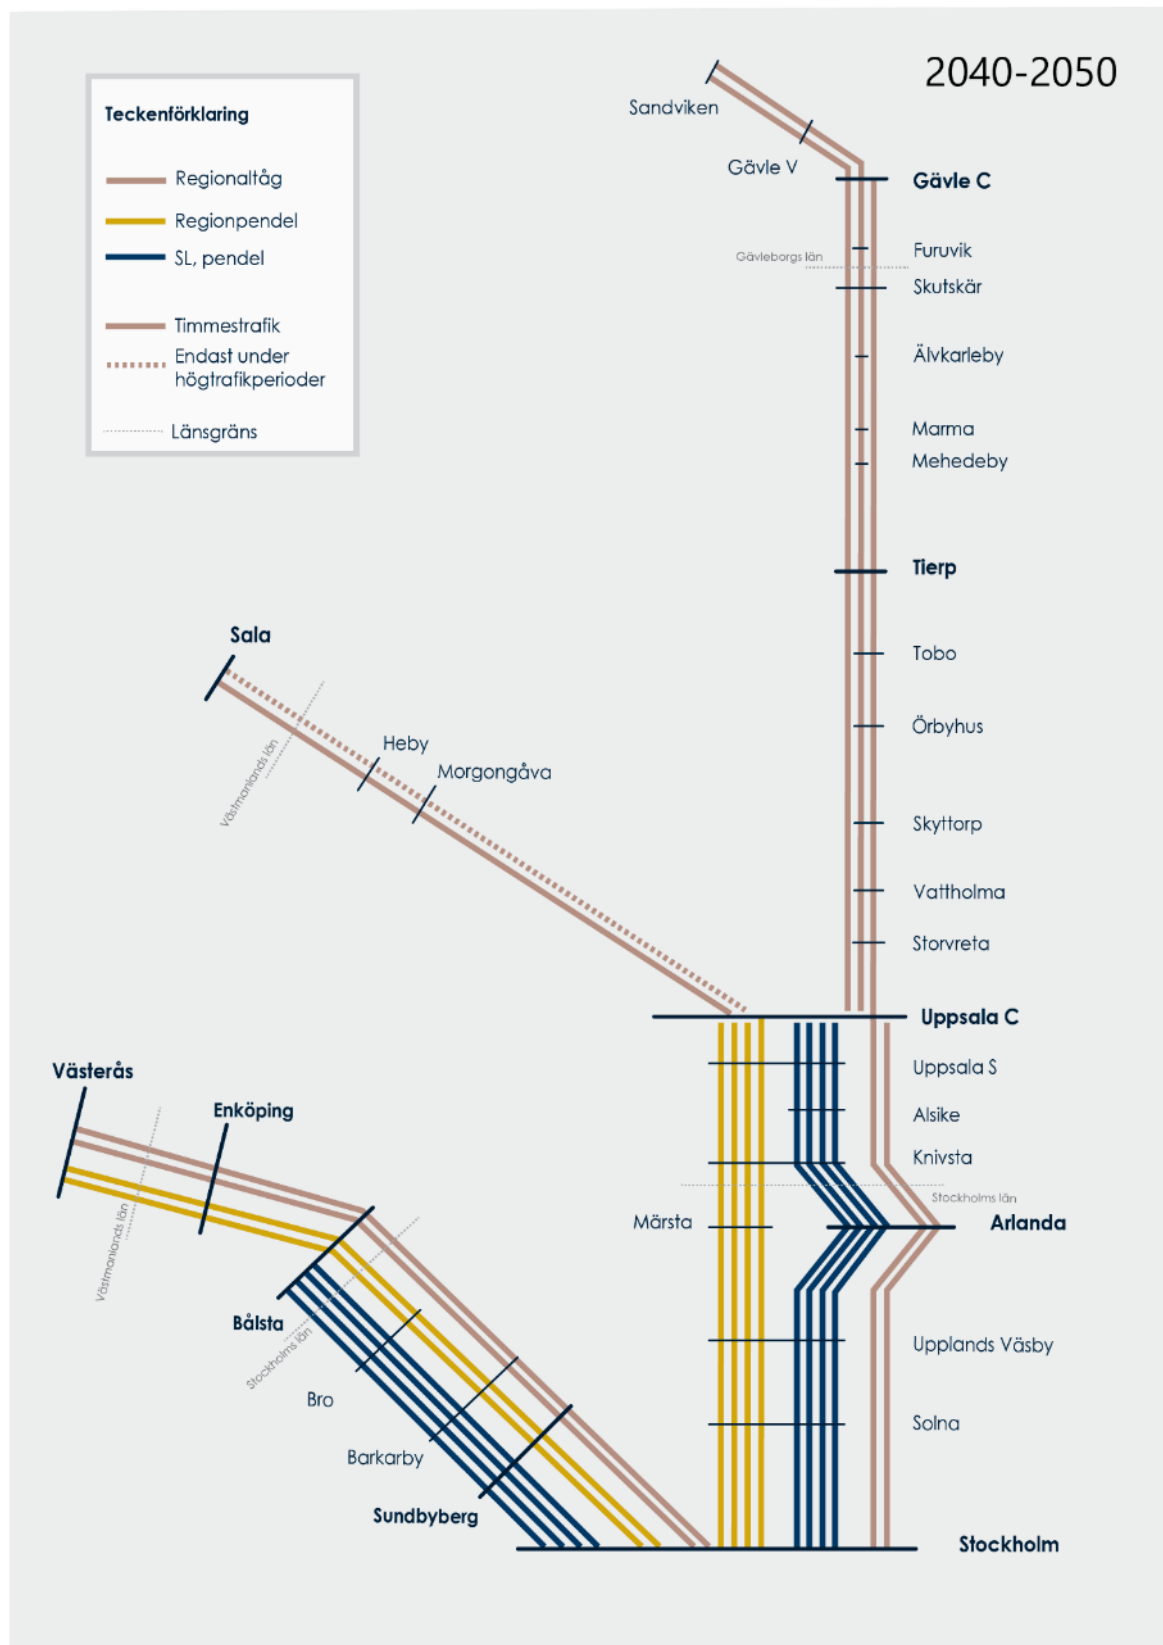 2040-2050
Teckenförklaring
Regionaltåg
Regionpendel
SL, pendel
Timmestrafik
Endast under
högtrafikperioder
Länsgräns
Sandviken
Gävle V
Gävle C
Furuvik
Gävleborgs län
Skutskär
Älvkarleby
Marma
Mehedeby
Tierp
Tobo
Örbyhus
Skyttorp
Vattholma
Storvreta
Sala
Västmanlands län
Heby
Morgongåva
Uppsala C
Uppsala S
Alsike
Knivsta
Stockholms län
Märsta
Arlanda
Upplands Väsby
Solna
Västerås
Enköping
Västmanlands län
Bålsta
Stockholms län
Bro
Barkarby
Sundbyberg
Stockholm